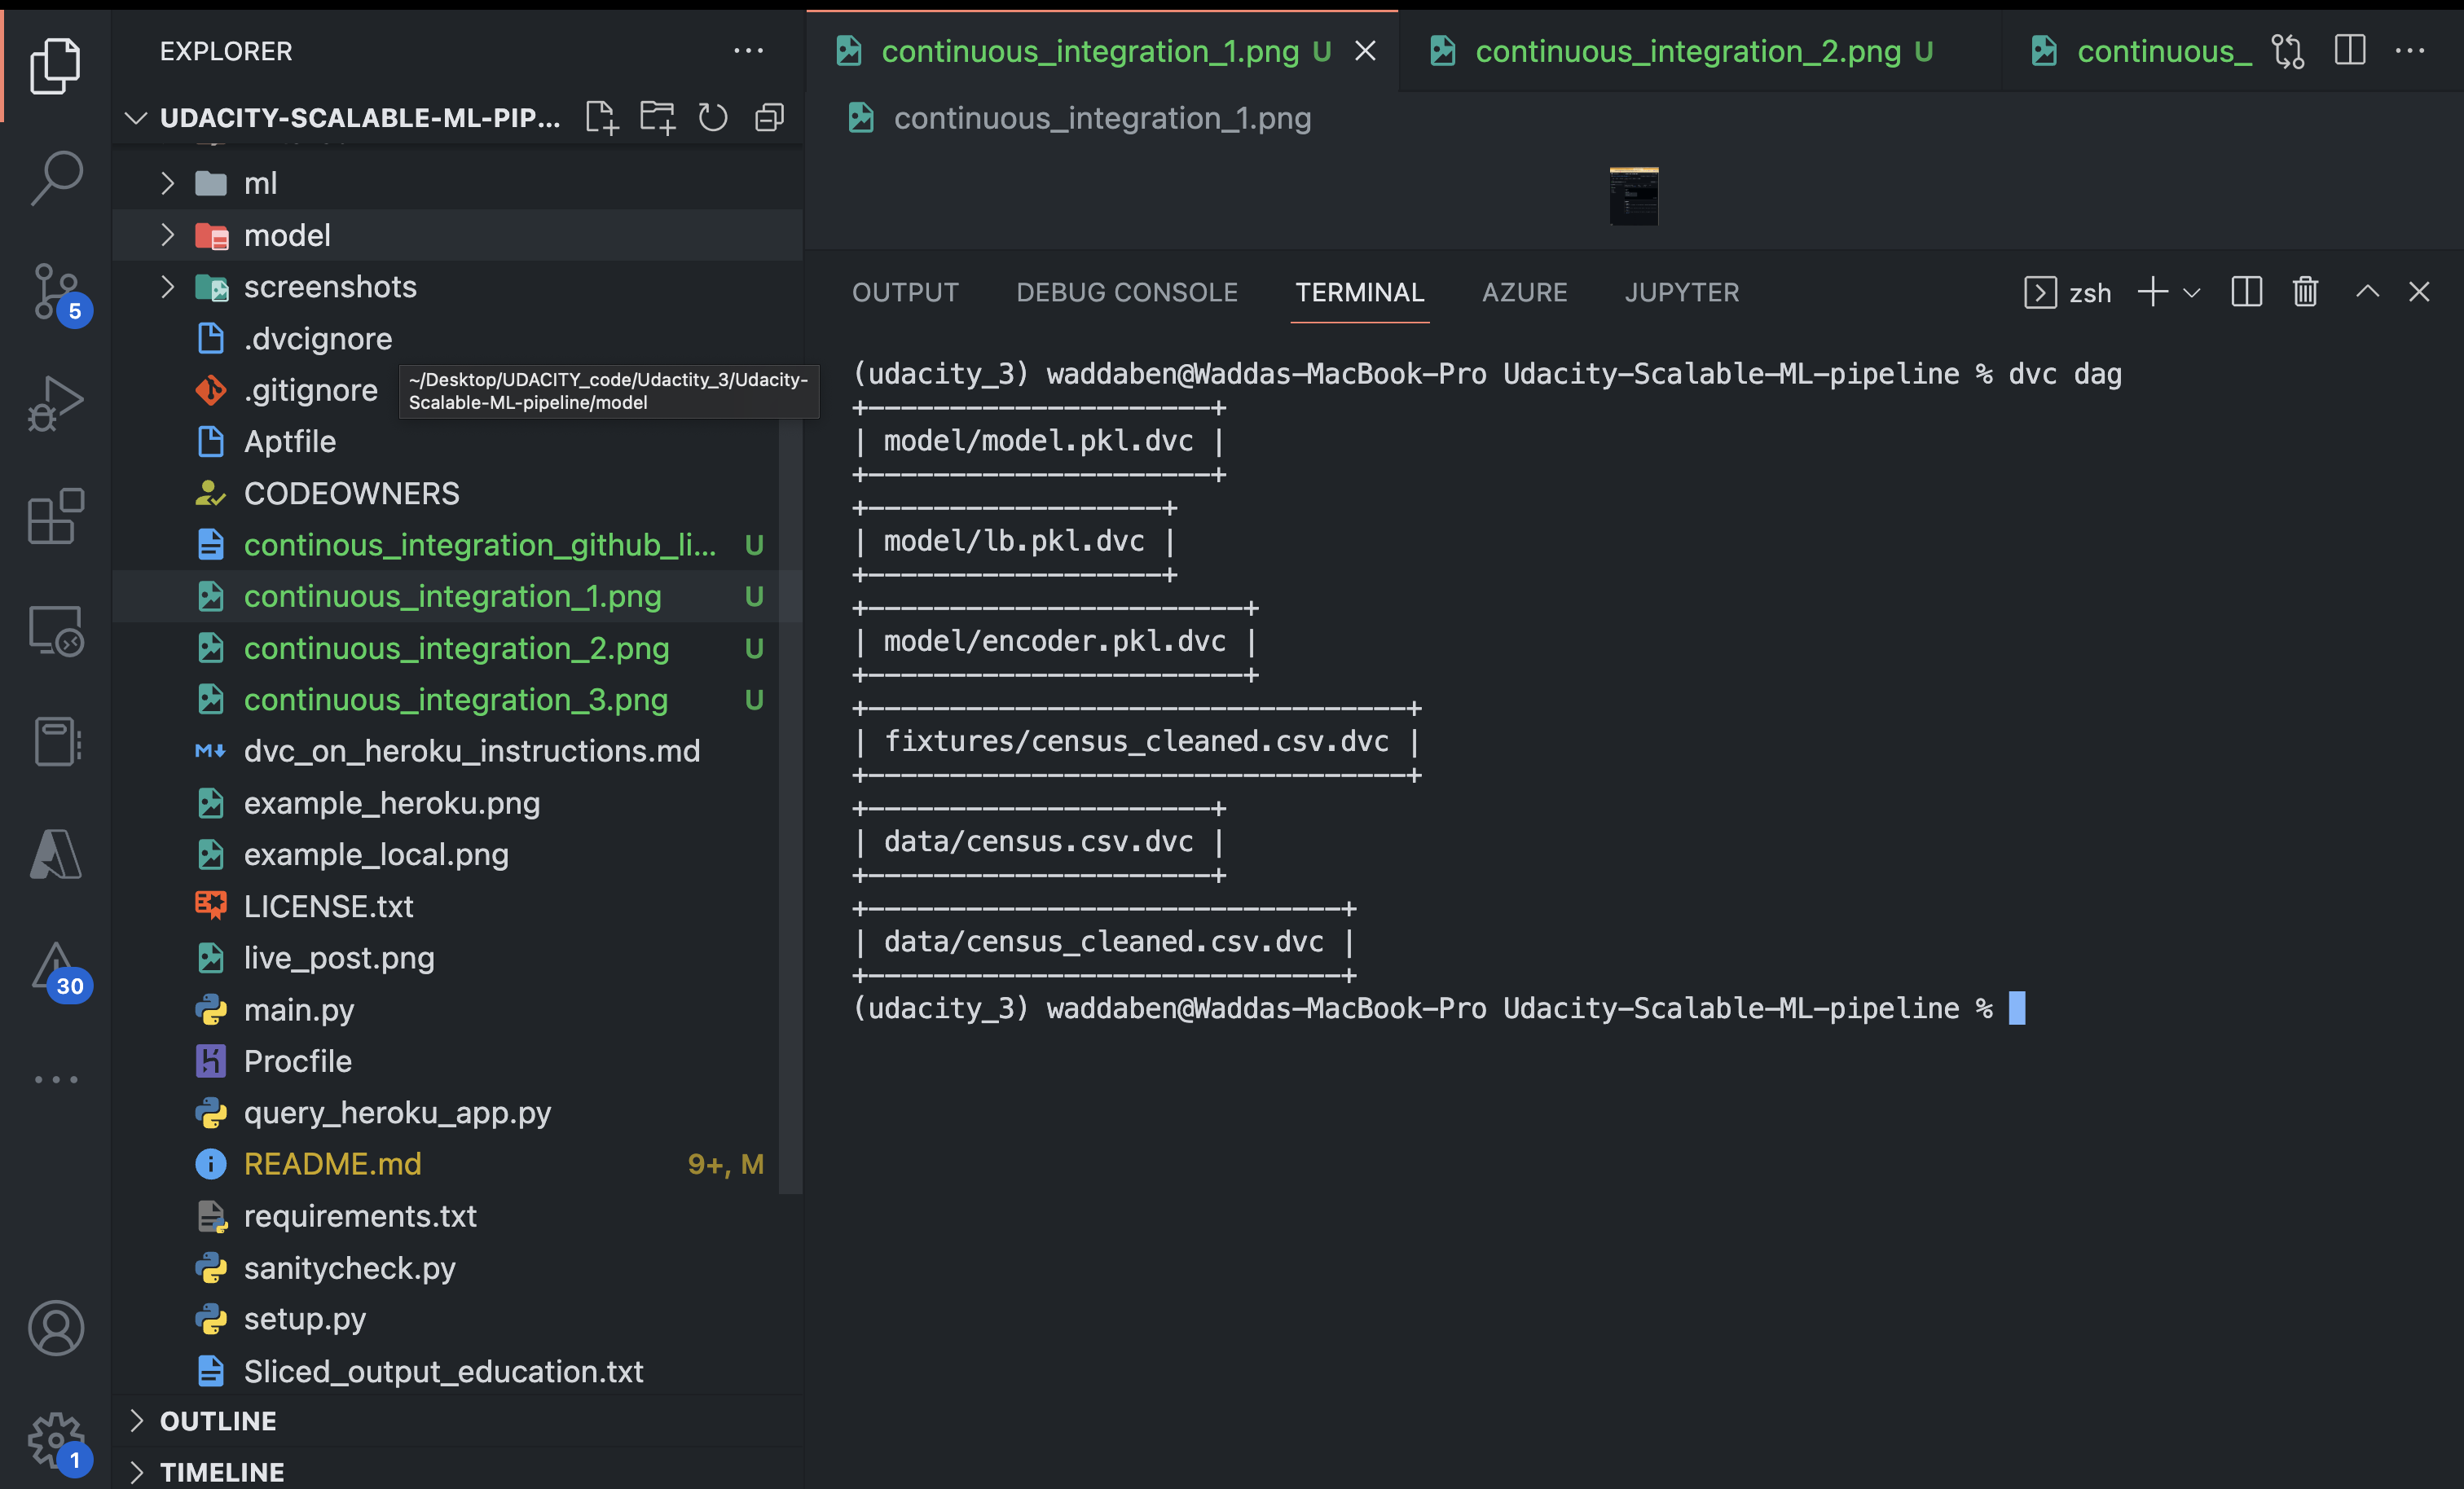 EXPLORER
UDACITY-SCALABLE-ML-PIP...
ml
model
screenshots
.dvcignore
.gitignore
~/Desktop/UDACITY_code/Udactity_3/Udacity-
Scalable-ML-pipeline/model
Aptfile
CODEOWNERS
continous_integration_github_li... U
continuous_integration_1.png U
continuous_integration_2.png U
continuous_integration_3.png U
dvc_on_heroku_instructions.md
example_heroku.png
example_local.png
LICENSE.txt
live_post.png
main.py
Procfile
query_heroku_app.py
README.md 9+, M
requirements.txt
sanitycheck.py
setup.py
Sliced_output_education.txt
OUTLINE
TIMELINE
5
30
1
continuous_integration_1.png U
continuous_integration_2.png U
continuous_
continuous_integration_1.png
OUTPUT DEBUG CONSOLE TERMINAL AZURE JUPYTER zsh
(udacity_3) waddaben@Waddas-MacBook-Pro Udacity-Scalable-ML-pipeline % dvc dag
+---------------------+
| model/model.pkl.dvc |
+---------------------+
+------------------+
| model/lb.pkl.dvc |
+------------------+
+-----------------------+
| model/encoder.pkl.dvc |
+-----------------------+
+---------------------------------+
| fixtures/census_cleaned.csv.dvc |
+---------------------------------+
+---------------------+
| data/census.csv.dvc |
+---------------------+
+-----------------------------+
| data/census_cleaned.csv.dvc |
+-----------------------------+
(udacity_3) waddaben@Waddas-MacBook-Pro Udacity-Scalable-ML-pipeline %